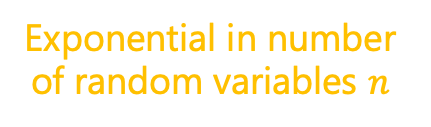 Exponential in number
of random variables n